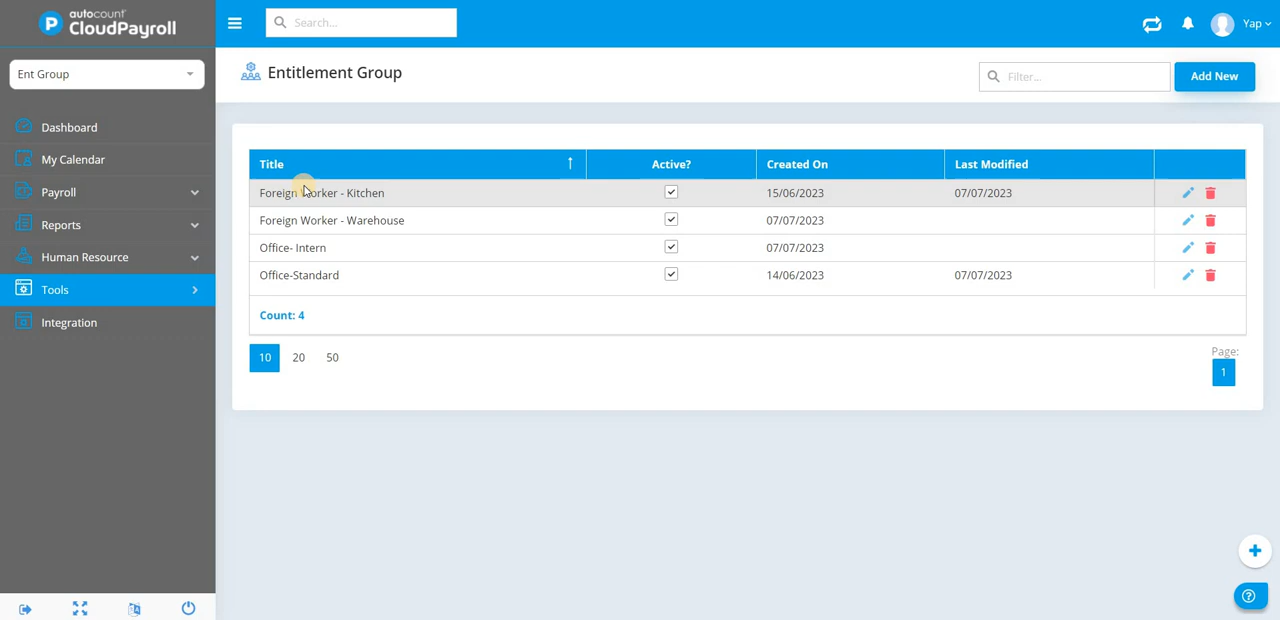 autocount
CloudPayroll
Search...
Yap
Ent Group
Entitlement Group
Filter...
Add New
Dashboard
My Calendar
Payroll
Reports
Human Resource
Tools
Integration
Title Active? Created On Last Modified
Foreign Worker - Kitchen 15/06/2023 07/07/2023
Foreign Worker - Warehouse 07/07/2023
Office- Intern 07/07/2023
Office-Standard 14/06/2023 07/07/2023
Count: 4
10 20 50
Page:
1